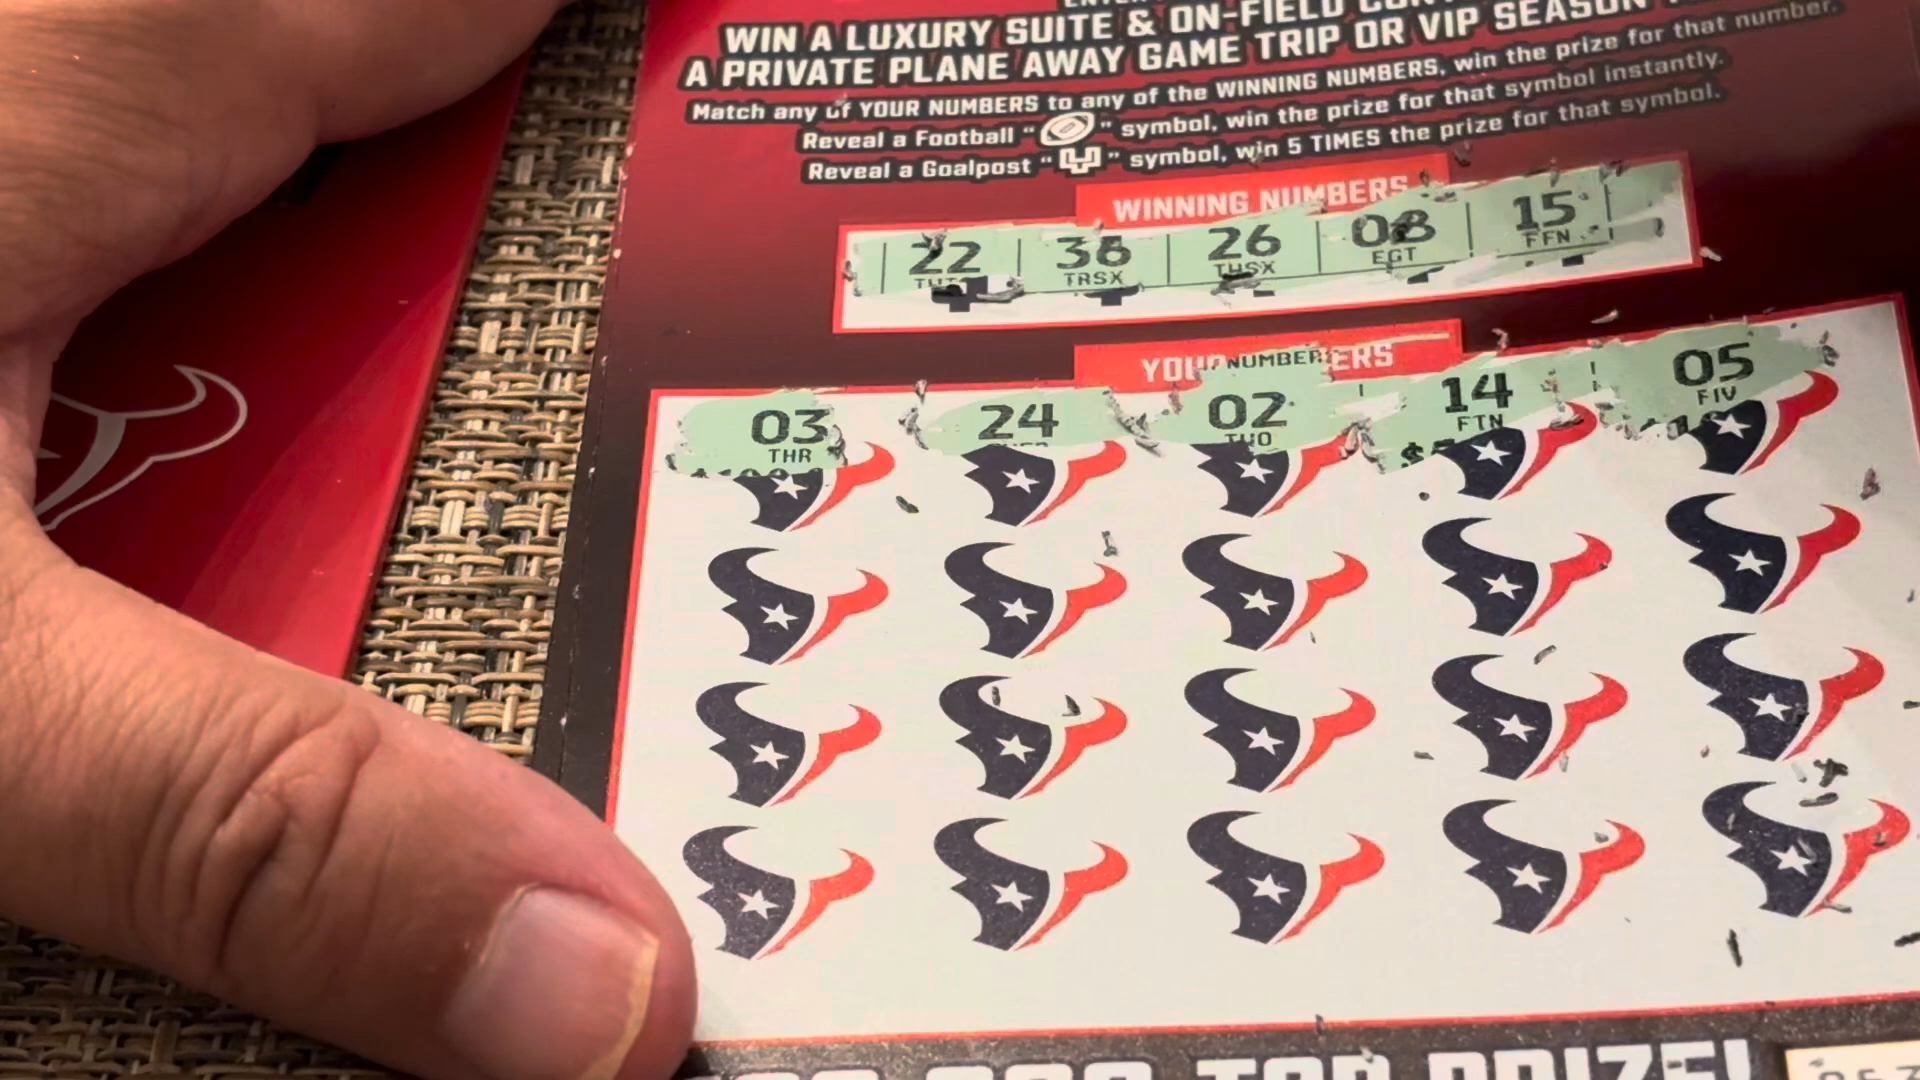 WIN A LUXURY SUITE & ON-FIELD
A PRIVATE PLANE AWAY GAME TRIP OR VIP SEASON
Match any of YOUR NUMBERS to any of the WINNING NUMBERS, win the prize for that number.
Reveal a Football " " symbol, win the prize for that symbol instantly.
Reveal a Goalpost " " symbol, win 5 TIMES the prize for that symbol.
WINNING NUMBERS
22 36 26 08 15
TRSX THSX EGT FFN
YOUR NUMBERS
03 24 02 14 05
THR TWO FTN FIV
TOP PRIZE!